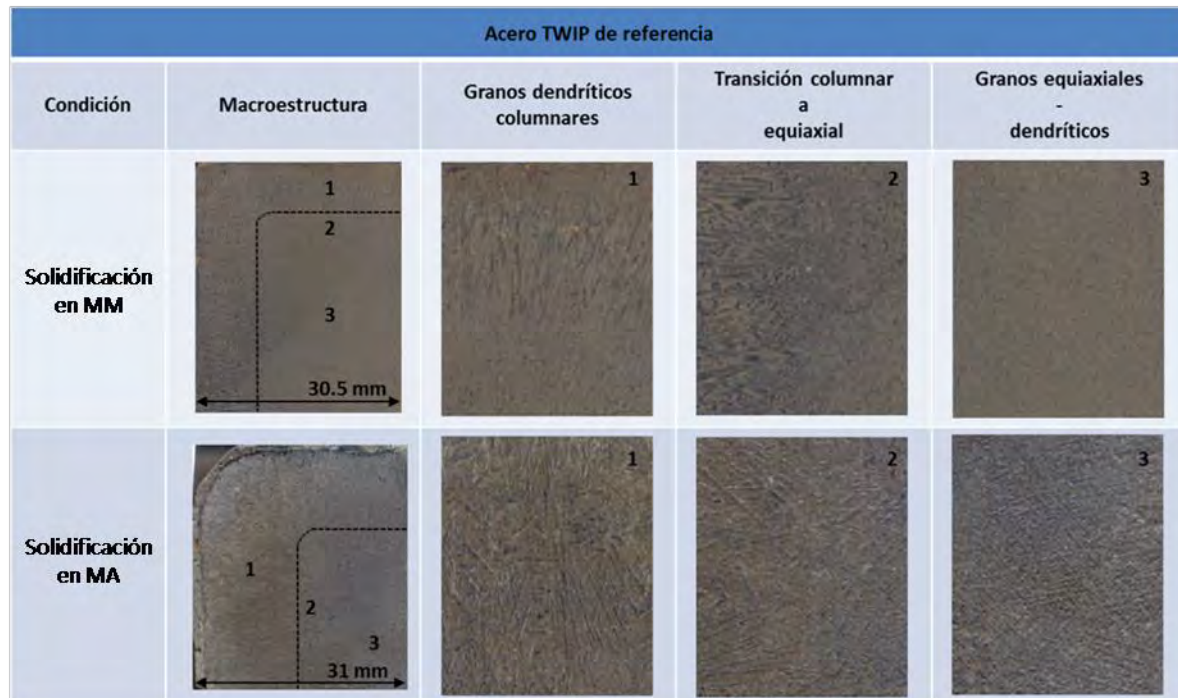 Acero TWIP de referencia
Condición
Macroestructura
Granos dendríticos
columnares
Transición columnar
a
equiaxial
Granos equiaxiales
-
dendríticos
Solidificación
en MM
1
2
3
30.5 mm
1
2
3
Solidificación
en MA
1
2
3
31 mm
1
2
3